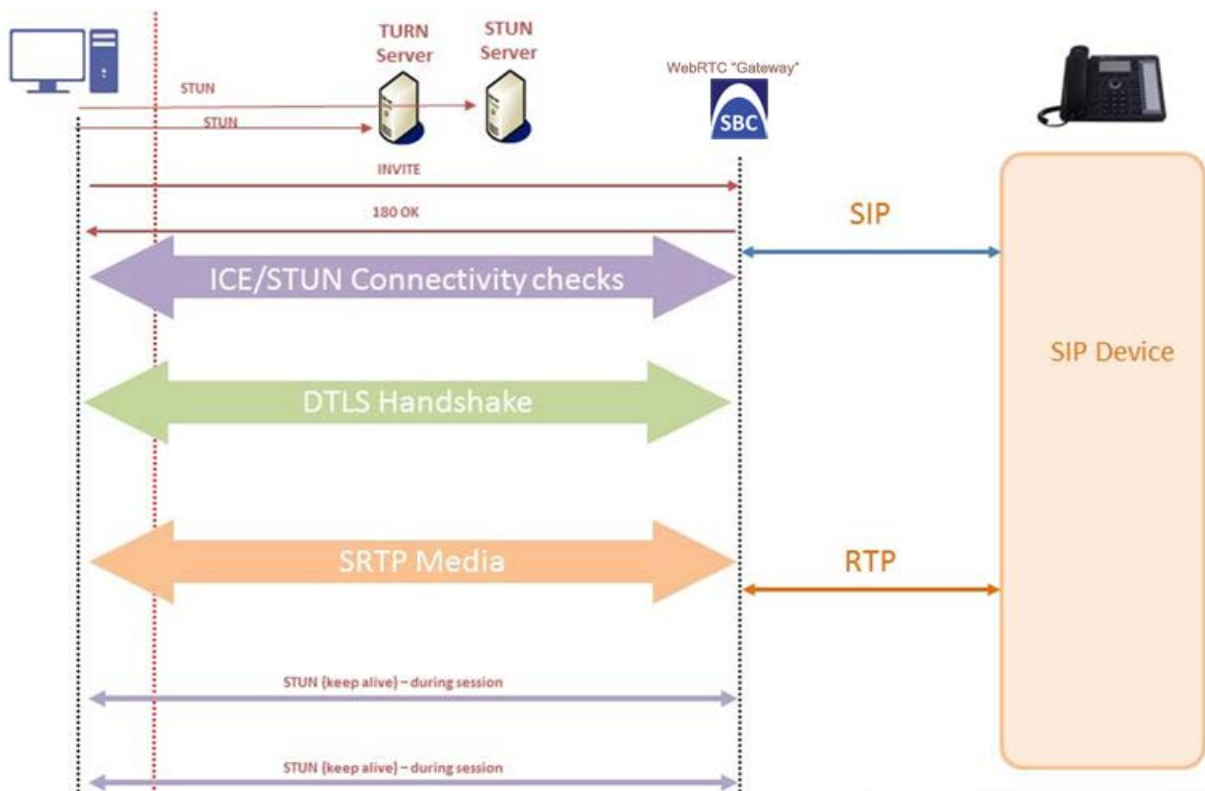 TURN
Server
STUN
Server
WebRTC "Gateway"
SBC
STUN
STUN
INVITE
180 OK
SIP
ICE/STUN Connectivity checks
SIP Device
DTLS Handshake
SRTP Media
RTP
STUN (keep alive) – during session
STUN (keep alive) – during session